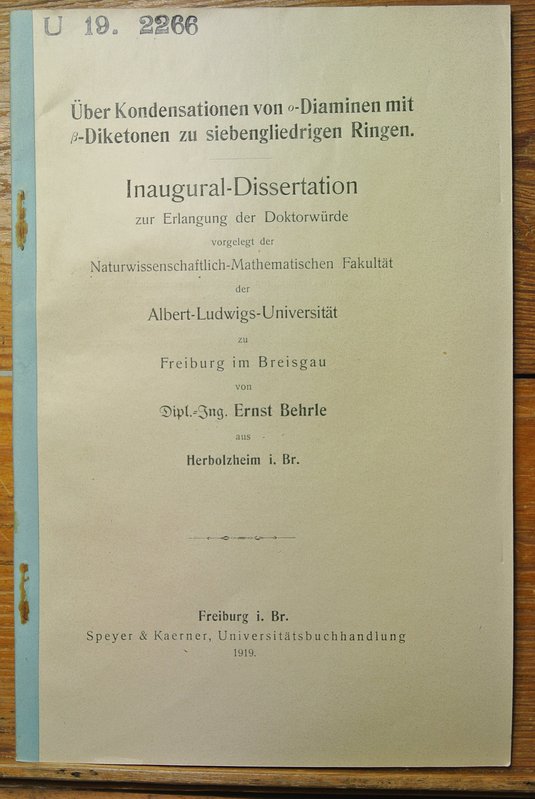 U 19. 2266
Über Kondensationen von o-Diaminen mit
β-Diketonen zu siebengliedrigen Ringen.
Inaugural-Dissertation
zur Erlangung der Doktorwürde
vorgelegt der
Naturwissenschaftlich-Mathematischen Fakultät
der
Albert-Ludwigs-Universität
zu
Freiburg im Breisgau
von
Dipl.-Ing. Ernst Behrle
aus
Herbolzheim i. Br.
Freiburg i. Br.
Speyer & Kaerner, Universitätsbuchhandlung
1919.